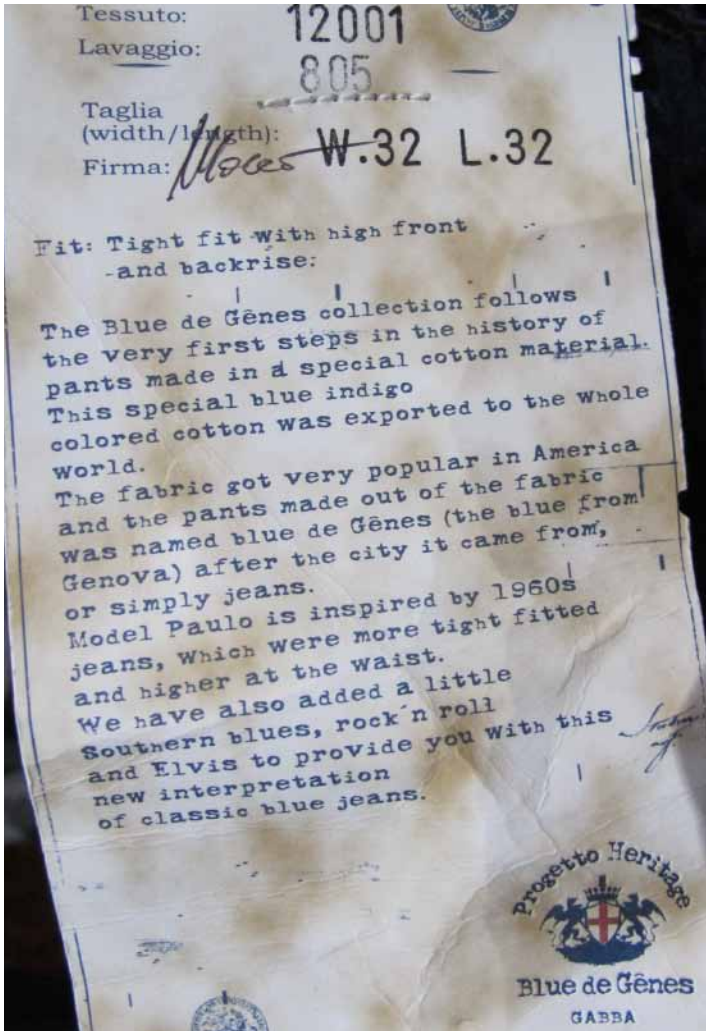 Tessuto: 12001
Lavaggio: 805
Taglia
(width/length): W.32 L.32
Firma:
Fit: Tight fit with high front
-and backrise:
The Blue de Gênes collection follows
the very first steps in the history of
pants made in a special cotton material.
This special blue indigo
colored cotton was exported to the whole
world.
The fabric got very popular in America
and the pants made out of the fabric
was named blue de Gênes (the blue from
Genova) after the city it came from,
or simply jeans.
Model Paulo is inspired by 1960s
jeans, which were more tight fitted
and higher at the waist.
We have also added a little
Southern blues, rock´n roll
and Elvis to provide you with this
new interpretation
of classic blue jeans.
Progetto Heritage
Blue de Gênes
GABBA